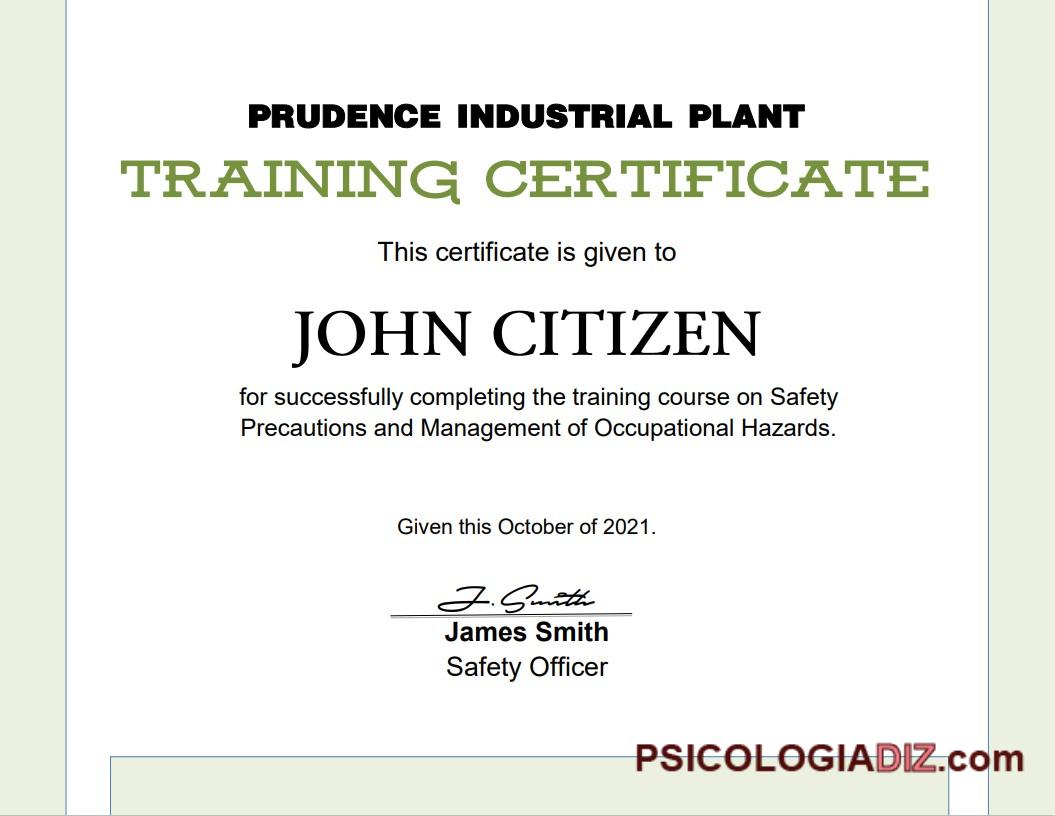 PRUDENCE INDUSTRIAL PLANT
TRAINING CERTIFICATE
This certificate is given to
JOHN CITIZEN
for successfully completing the training course on Safety
Precautions and Management of Occupational Hazards.
Given this October of 2021.
J. Smith
James Smith
Safety Officer
PSICOLOGIADIZ.com